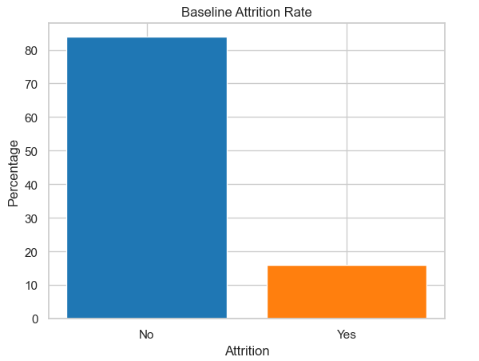 Baseline Attrition Rate
80
70
60
50
40
30
20
10
0
Percentage
No Yes
Attrition